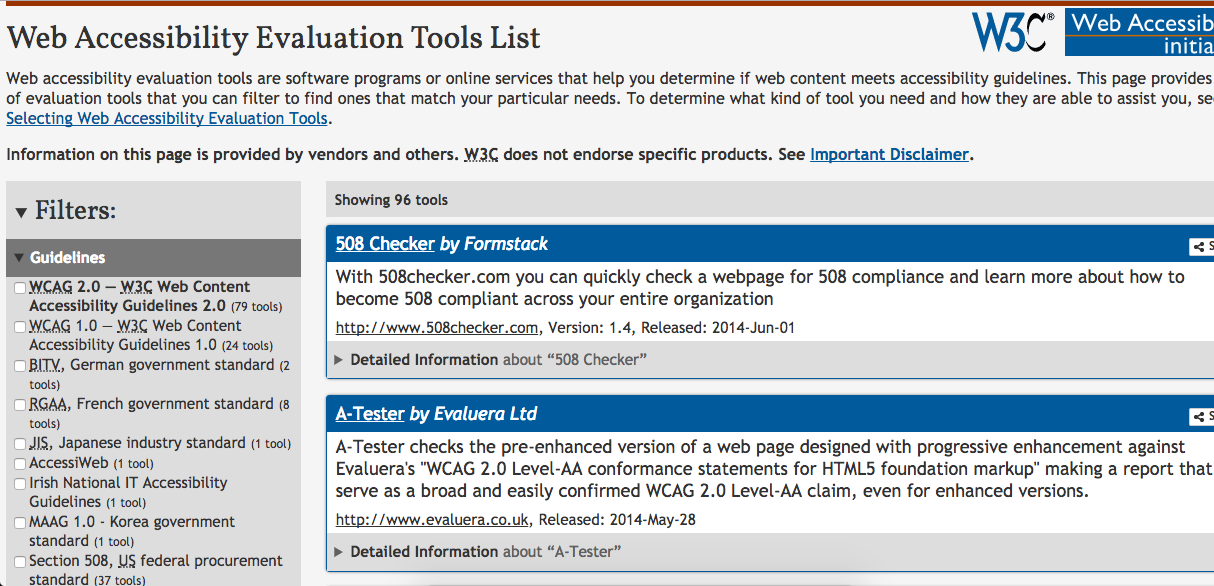 Web Accessibility Evaluation Tools List
W3C®
Web Accessib
initia
Web accessibility evaluation tools are software programs or online services that help you determine if web content meets accessibility guidelines. This page provides
of evaluation tools that you can filter to find ones that match your particular needs. To determine what kind of tool you need and how they are able to assist you, se
Selecting Web Accessibility Evaluation Tools.
Information on this page is provided by vendors and others. W3C does not endorse specific products. See Important Disclaimer.
▼ Filters:
▼ Guidelines
WCAG 2.0 — W3C Web Content
Accessibility Guidelines 2.0 (79 tools)
WCAG 1.0 — W3C Web Content
Accessibility Guidelines 1.0 (24 tools)
BITV, German government standard (2
tools)
RGAA, French government standard (8
tools)
JIS, Japanese industry standard (1 tool)
AccessiWeb (1 tool)
Irish National IT Accessibility
Guidelines (1 tool)
MAAG 1.0 - Korea government
standard (1 tool)
Section 508, US federal procurement
standard (37 tools)
Showing 96 tools
508 Checker by Formstack
S
With 508checker.com you can quickly check a webpage for 508 compliance and learn more about how to
become 508 compliant across your entire organization
http://www.508checker.com, Version: 1.4, Released: 2014-Jun-01
▶ Detailed Information about “508 Checker”
A-Tester by Evaluera Ltd
S
A-Tester checks the pre-enhanced version of a web page designed with progressive enhancement against
Evaluera's "WCAG 2.0 Level-AA conformance statements for HTML5 foundation markup" making a report that
serve as a broad and easily confirmed WCAG 2.0 Level-AA claim, even for enhanced versions.
http://www.evaluera.co.uk, Released: 2014-May-28
▶ Detailed Information about “A-Tester”